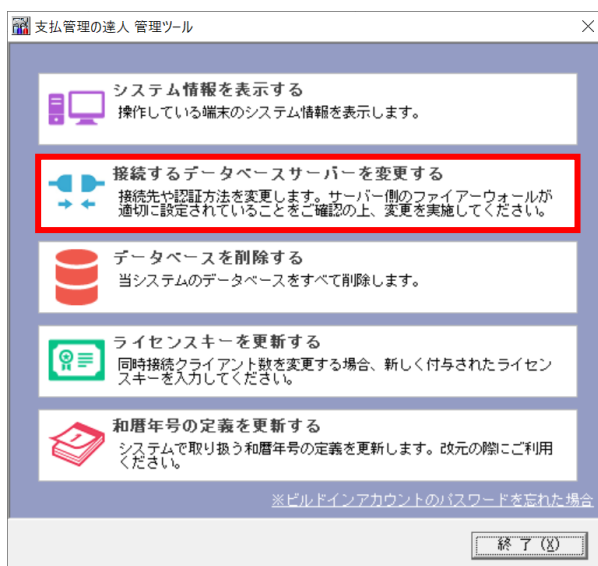 支払管理の達人 管理ツール
システム情報を表示する
操作している端末のシステム情報を表示します。
接続するデータベースサーバーを変更する
接続先や認証方法を変更します。サーバー側のファイアーウォールが
適切に設定されていることをご確認の上、変更を実施してください。
データベースを削除する
当システムのデータベースをすべて削除します。
ライセンスキーを更新する
同時接続クライアント数を変更する場合、新しく付与されたライセン
スキーを入力してください。
和暦年号の定義を更新する
システムで取り扱う和暦年号の定義を更新します。改元の際にご利用
ください。
※ビルドインアカウントのパスワードを忘れた場合
終 了 (X)